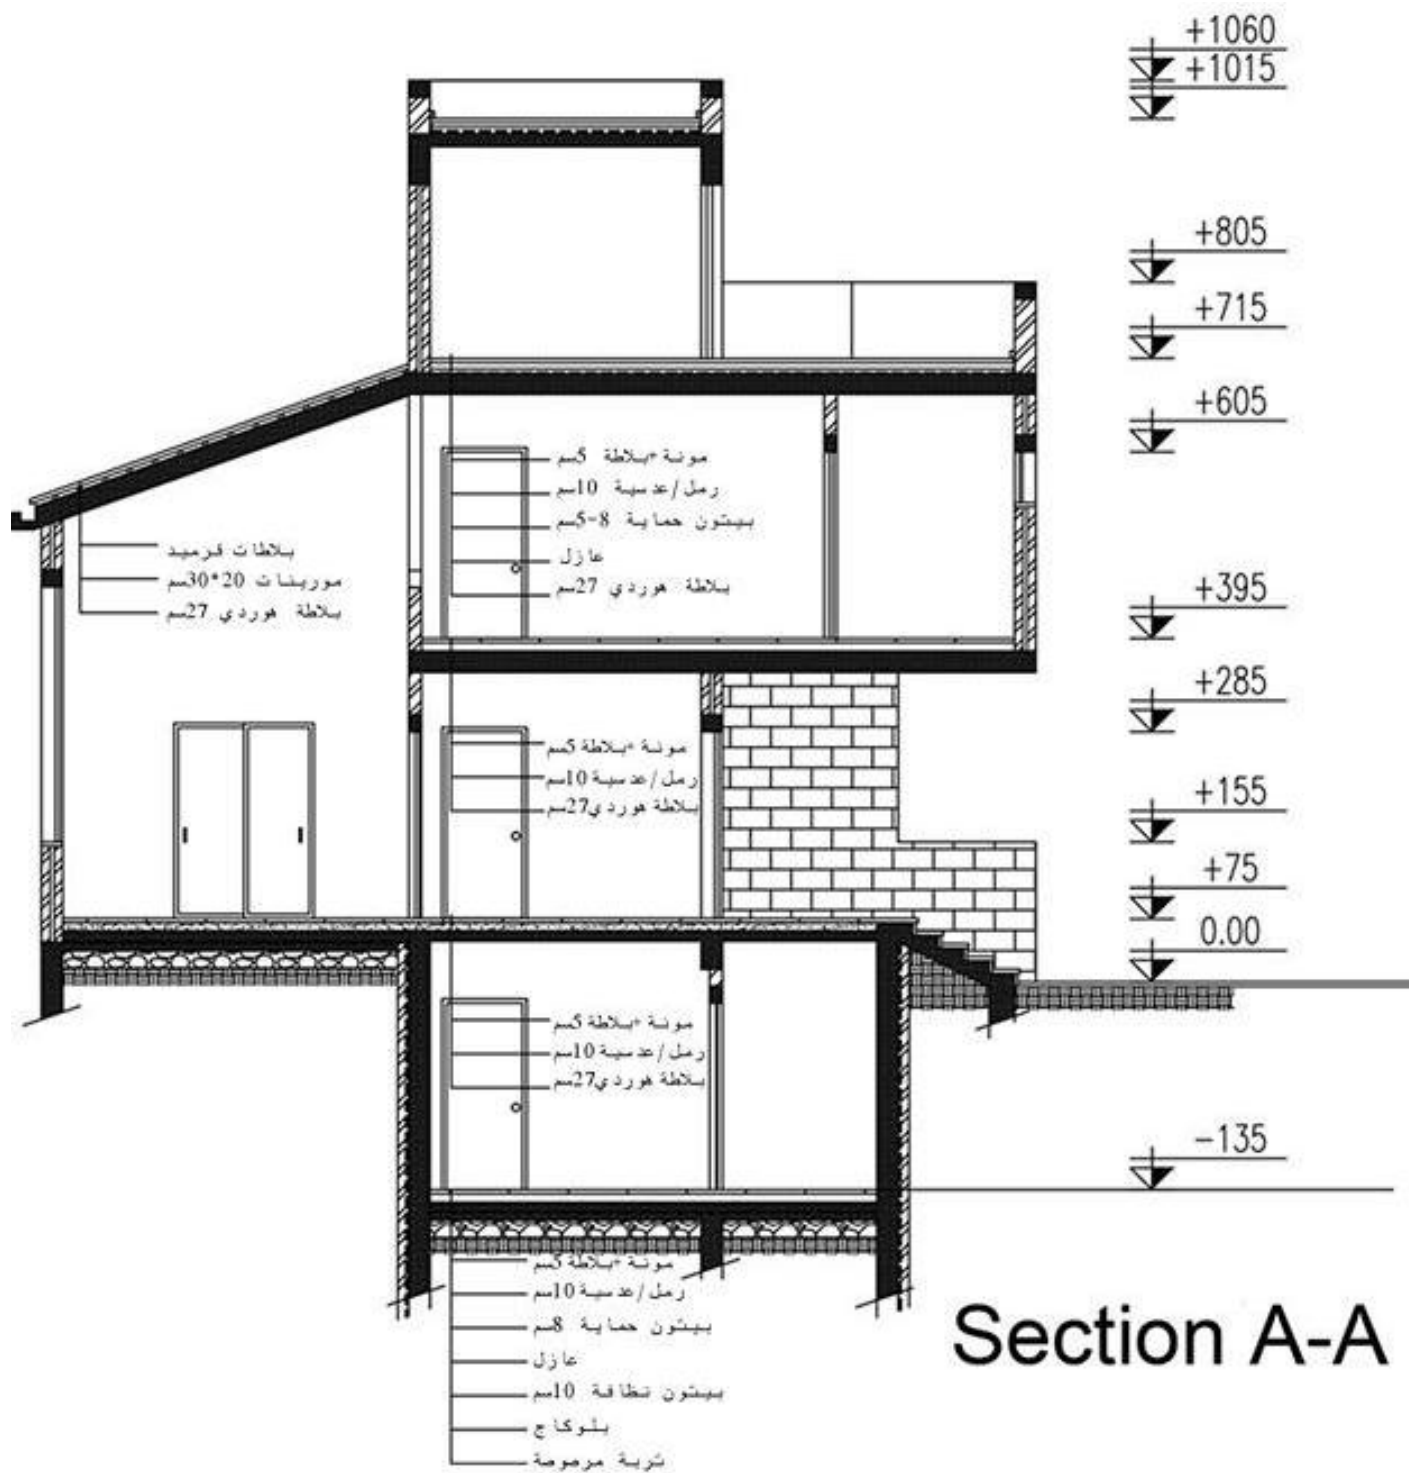 +1060
+1015
+805
+715
+605
مونة +بلاطة 5سم
رمل/عدسية 10سم
بيتون حماية 8-5سم
عازل
بلاطة هوردي 27سم
بلاطات قرميد
مورينات 20*30سم
بلاطة هوردي 27سم
+395
+285
مونة +بلاطة 5سم
رمل/عدسية 10سم
بلاطة هوردي27سم
+155
+75
0.00
مونة +بلاطة 5سم
رمل/عدسية 10سم
بلاطة هوردي27سم
-135
مونة +بلاطة 5سم
رمل/عدسية 10سم
بيتون حماية 8سم
عازل
بيتون نظافة 10سم
بلوكاج
تربة مرصوصة
Section A-A